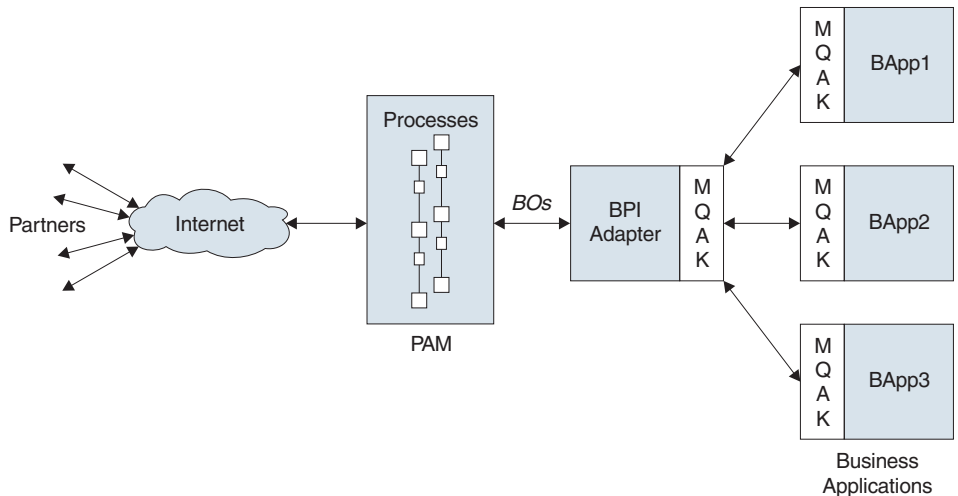 Partners
Internet
Processes
PAM
BOs
BPI
Adapter
M
Q
A
K
M
Q
A
K
BApp1
M
Q
A
K
BApp2
M
Q
A
K
BApp3
Business
Applications